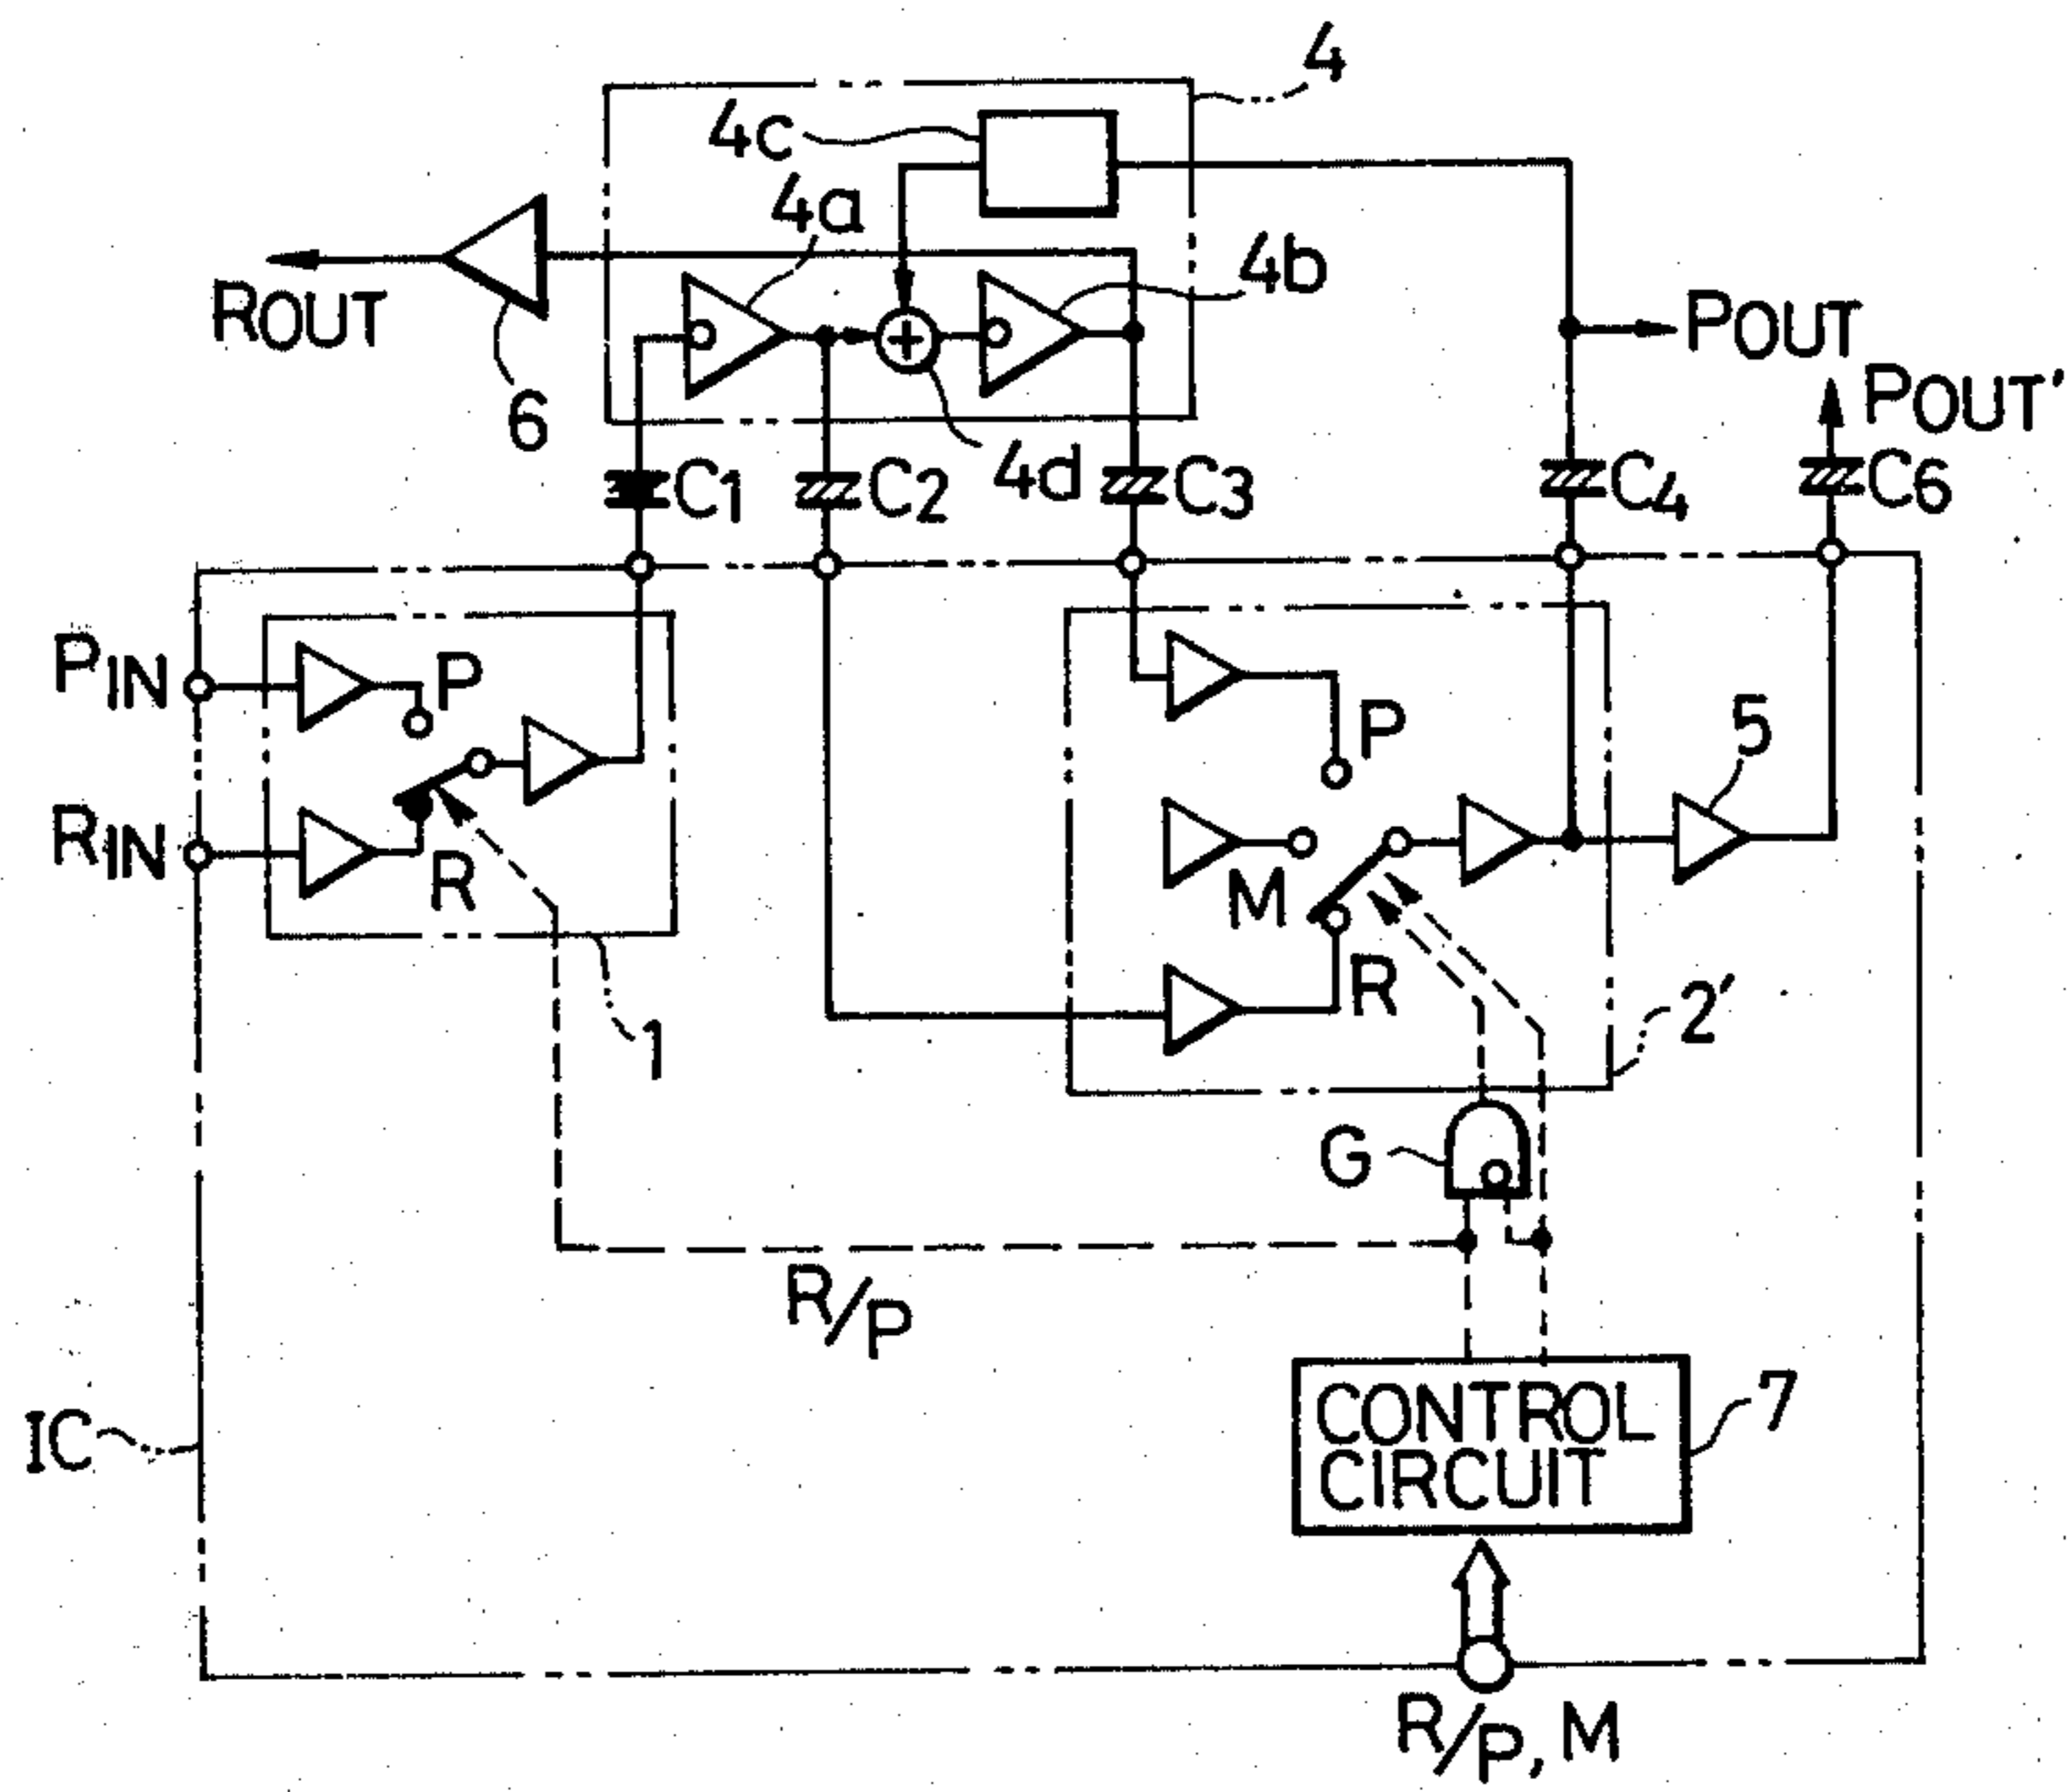 4
4c
4a
4b
ROUT
POUT
POUT'
6
4d
C1
C2
C3
C4
C6
PIN
P
P
5
RIN
R
M
R
2'
1
G
R/P
IC
CONTROL
CIRCUIT
7
R/P, M